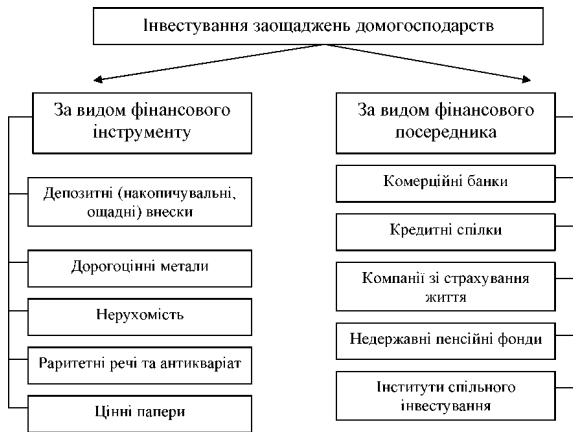 Інвестування заощаджень домогосподарств
За видом фінансового
інструменту
Депозитні (накопичувальні,
ощадні) внески
Дорогоцінні метали
Нерухомість
Раритетні речі та антикваріат
Цінні папери
За видом фінансового
посередника
Комерційні банки
Кредитні спілки
Компанії зі страхування
життя
Недержавні пенсійні фонди
Інститути спільного
інвестування